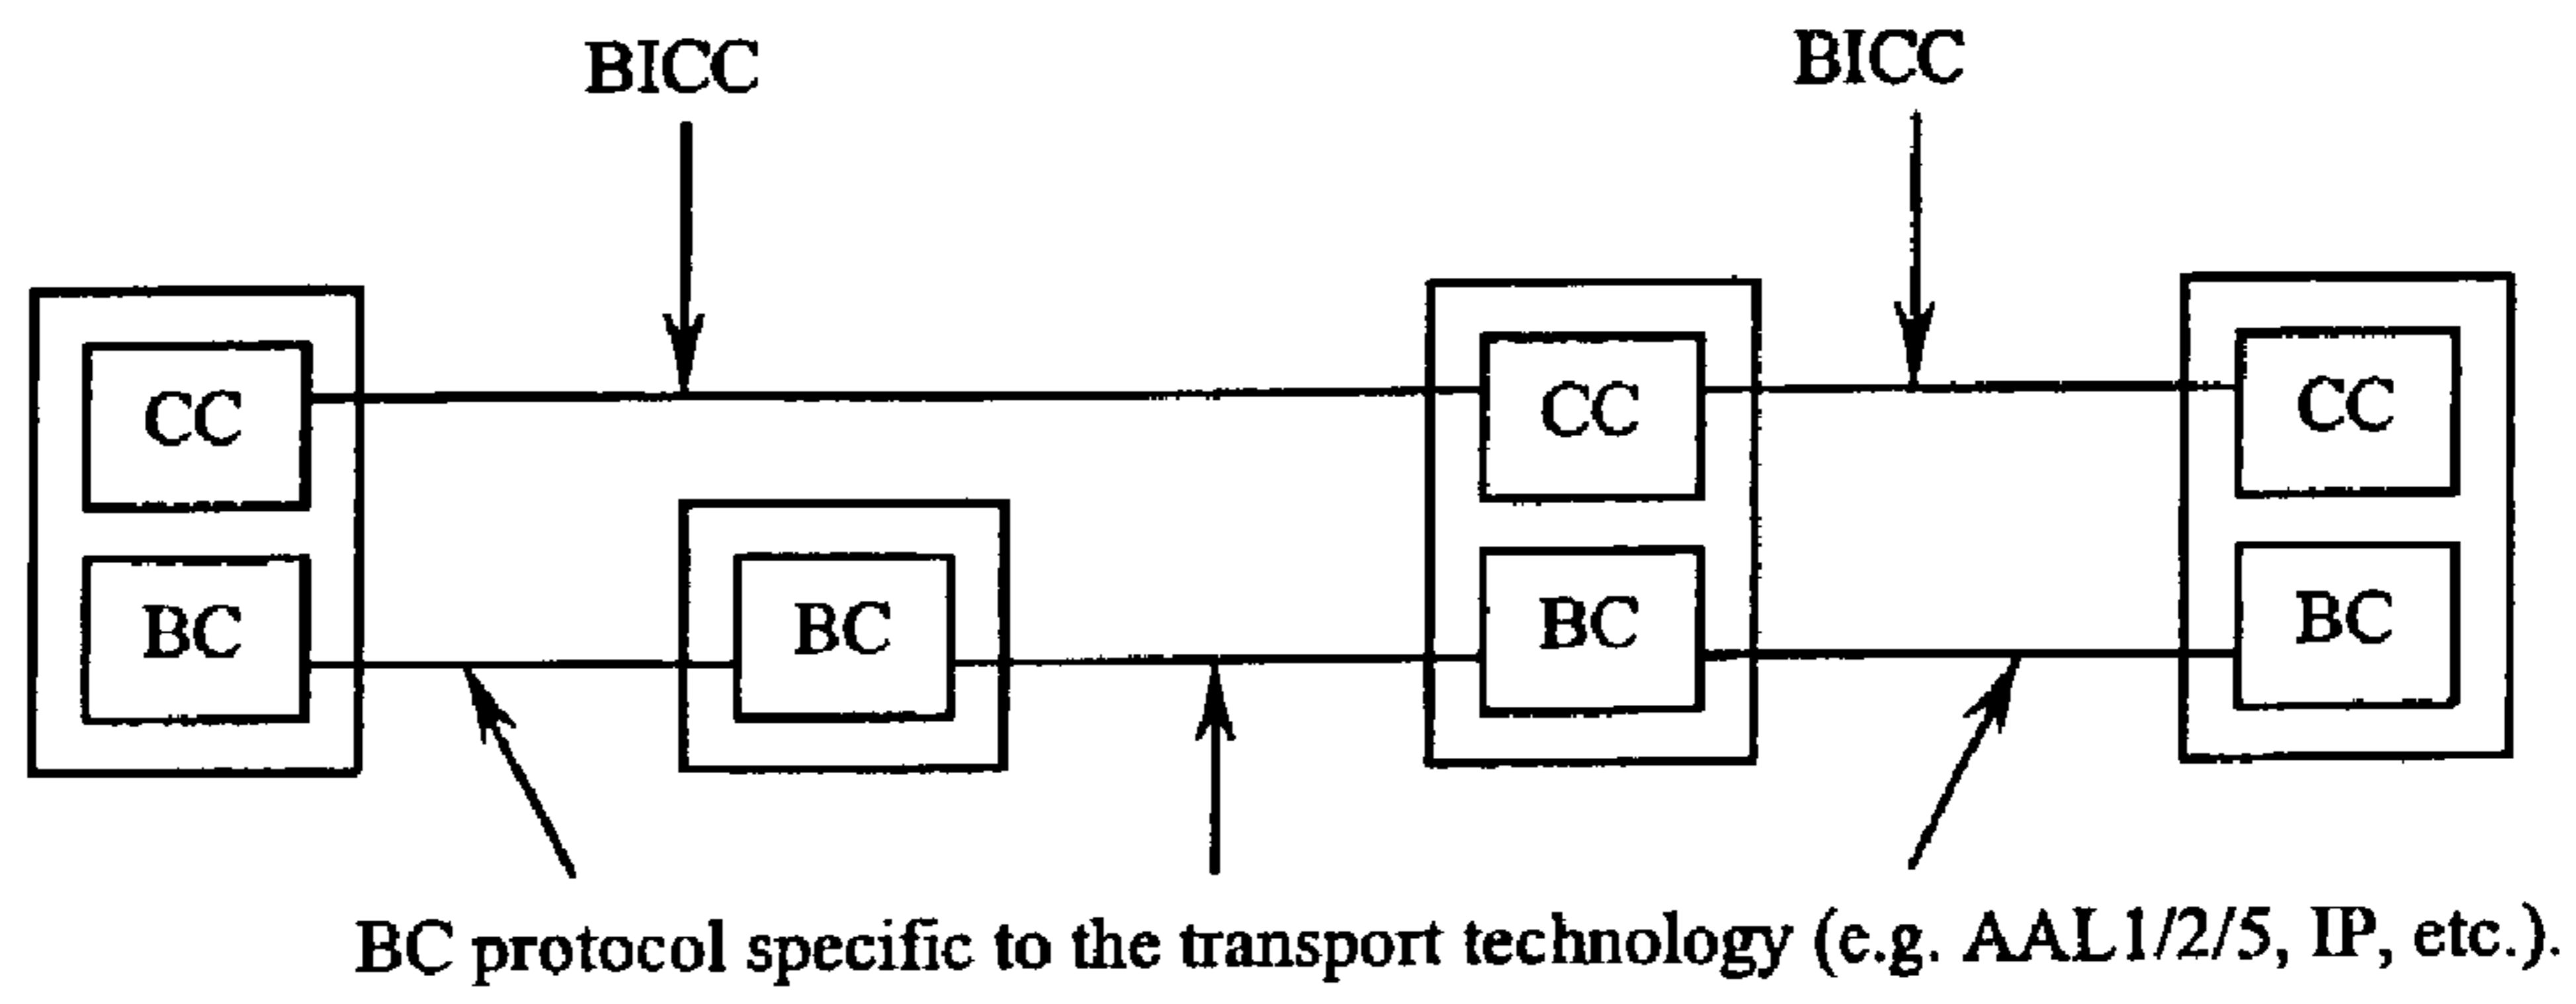 BICC
BICC
CC
CC
CC
BC
BC
BC
BC
BC protocol specific to the transport technology (e.g. AAL1/2/5, IP, etc.).